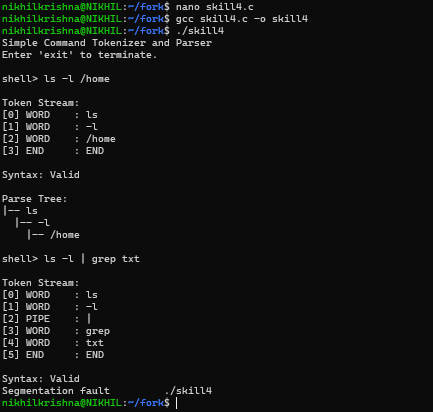 nikhilkrishna@NIKHIL:~/fork$ nano skill4.c
nikhilkrishna@NIKHIL:~/fork$ gcc skill4.c -o skill4
nikhilkrishna@NIKHIL:~/fork$ ./skill4
Simple Command Tokenizer and Parser
Enter 'exit' to terminate.
shell> ls -l /home
Token Stream:
[0] WORD    : ls
[1] WORD    : -l
[2] WORD    : /home
[3] END     : END
Syntax: Valid
Parse Tree:
|-- ls
  |-- -l
    |-- /home
shell> ls -l | grep txt
Token Stream:
[0] WORD    : ls
[1] WORD    : -l
[2] PIPE    : |
[3] WORD    : grep
[4] WORD    : txt
[5] END     : END
Syntax: Valid
Segmentation fault         ./skill4
nikhilkrishna@NIKHIL:~/fork$